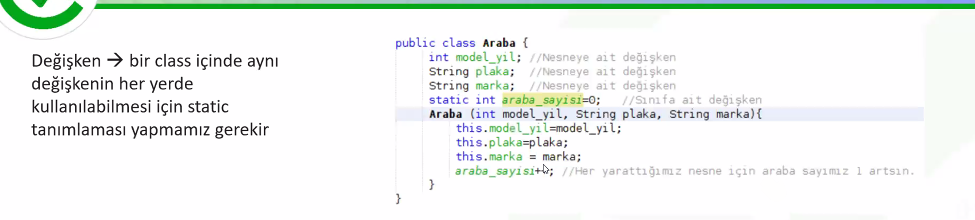 Değişken → bir class içinde aynı
değişkenin her yerde
kullanılabilmesi için static
tanımlaması yapmamız gerekir
public class Araba {
int model_yil; //Nesneye ait değişken
String plaka; //Nesneye ait değişken
String marka; //Nesneye ait değişken
static int araba_sayisi=0; //Sınıfa ait değişken
Araba (int model_yil, String plaka, String marka){
this.model_yil=model_yil;
this.plaka=plaka;
this.marka = marka;
araba_sayisi++; //Her yarattığımız nesne için araba sayımız 1 artsın.
}
}